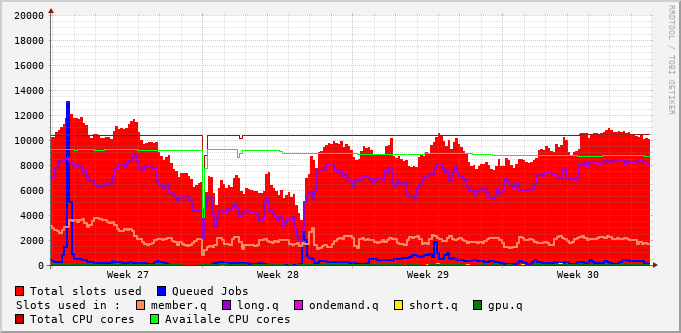 20000
18000
16000
14000
12000
10000
8000
6000
4000
2000
0
Week 27 Week 28 Week 29 Week 30
RRDTOOL / TOBI OETIKER
Total slots used Queued Jobs
Slots used in : member.q long.q ondemand.q short.q gpu.q
Total CPU cores Availale CPU cores